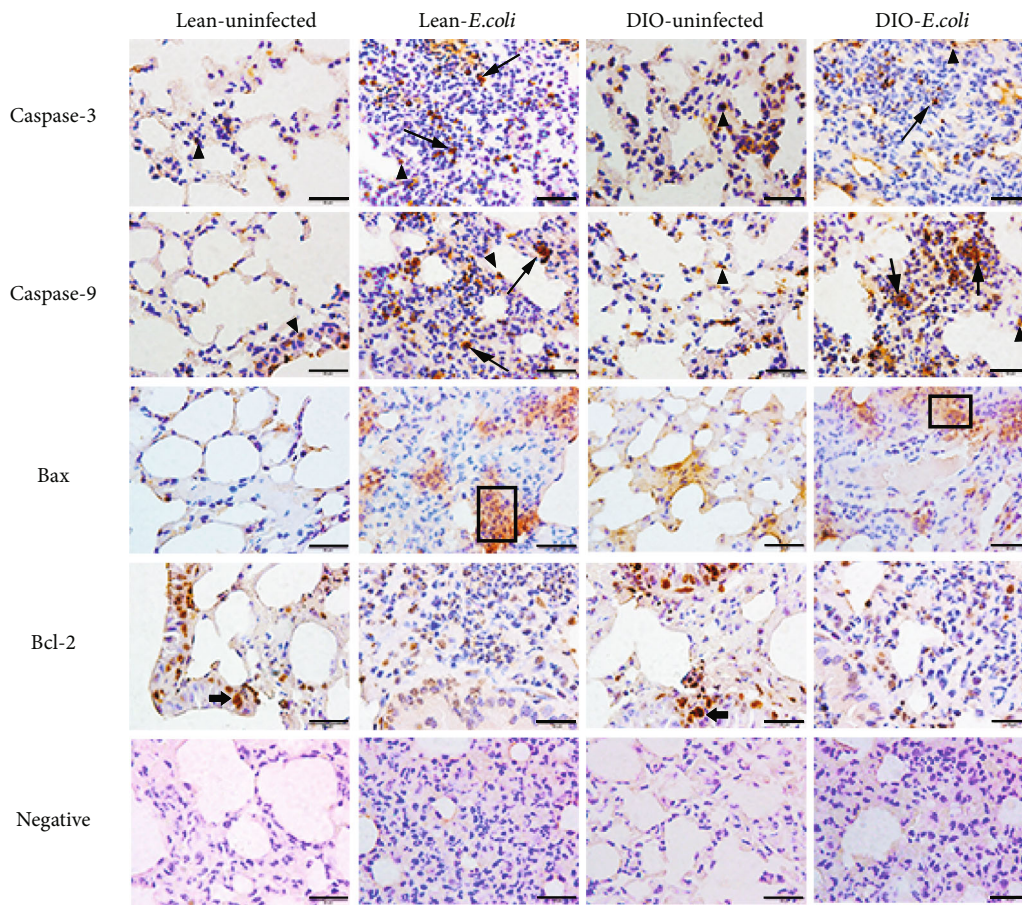 Lean-uninfected Lean-E.coli DIO-uninfected DIO-E.coli
Caspase-3
Caspase-9
Bax
Bcl-2
Negative